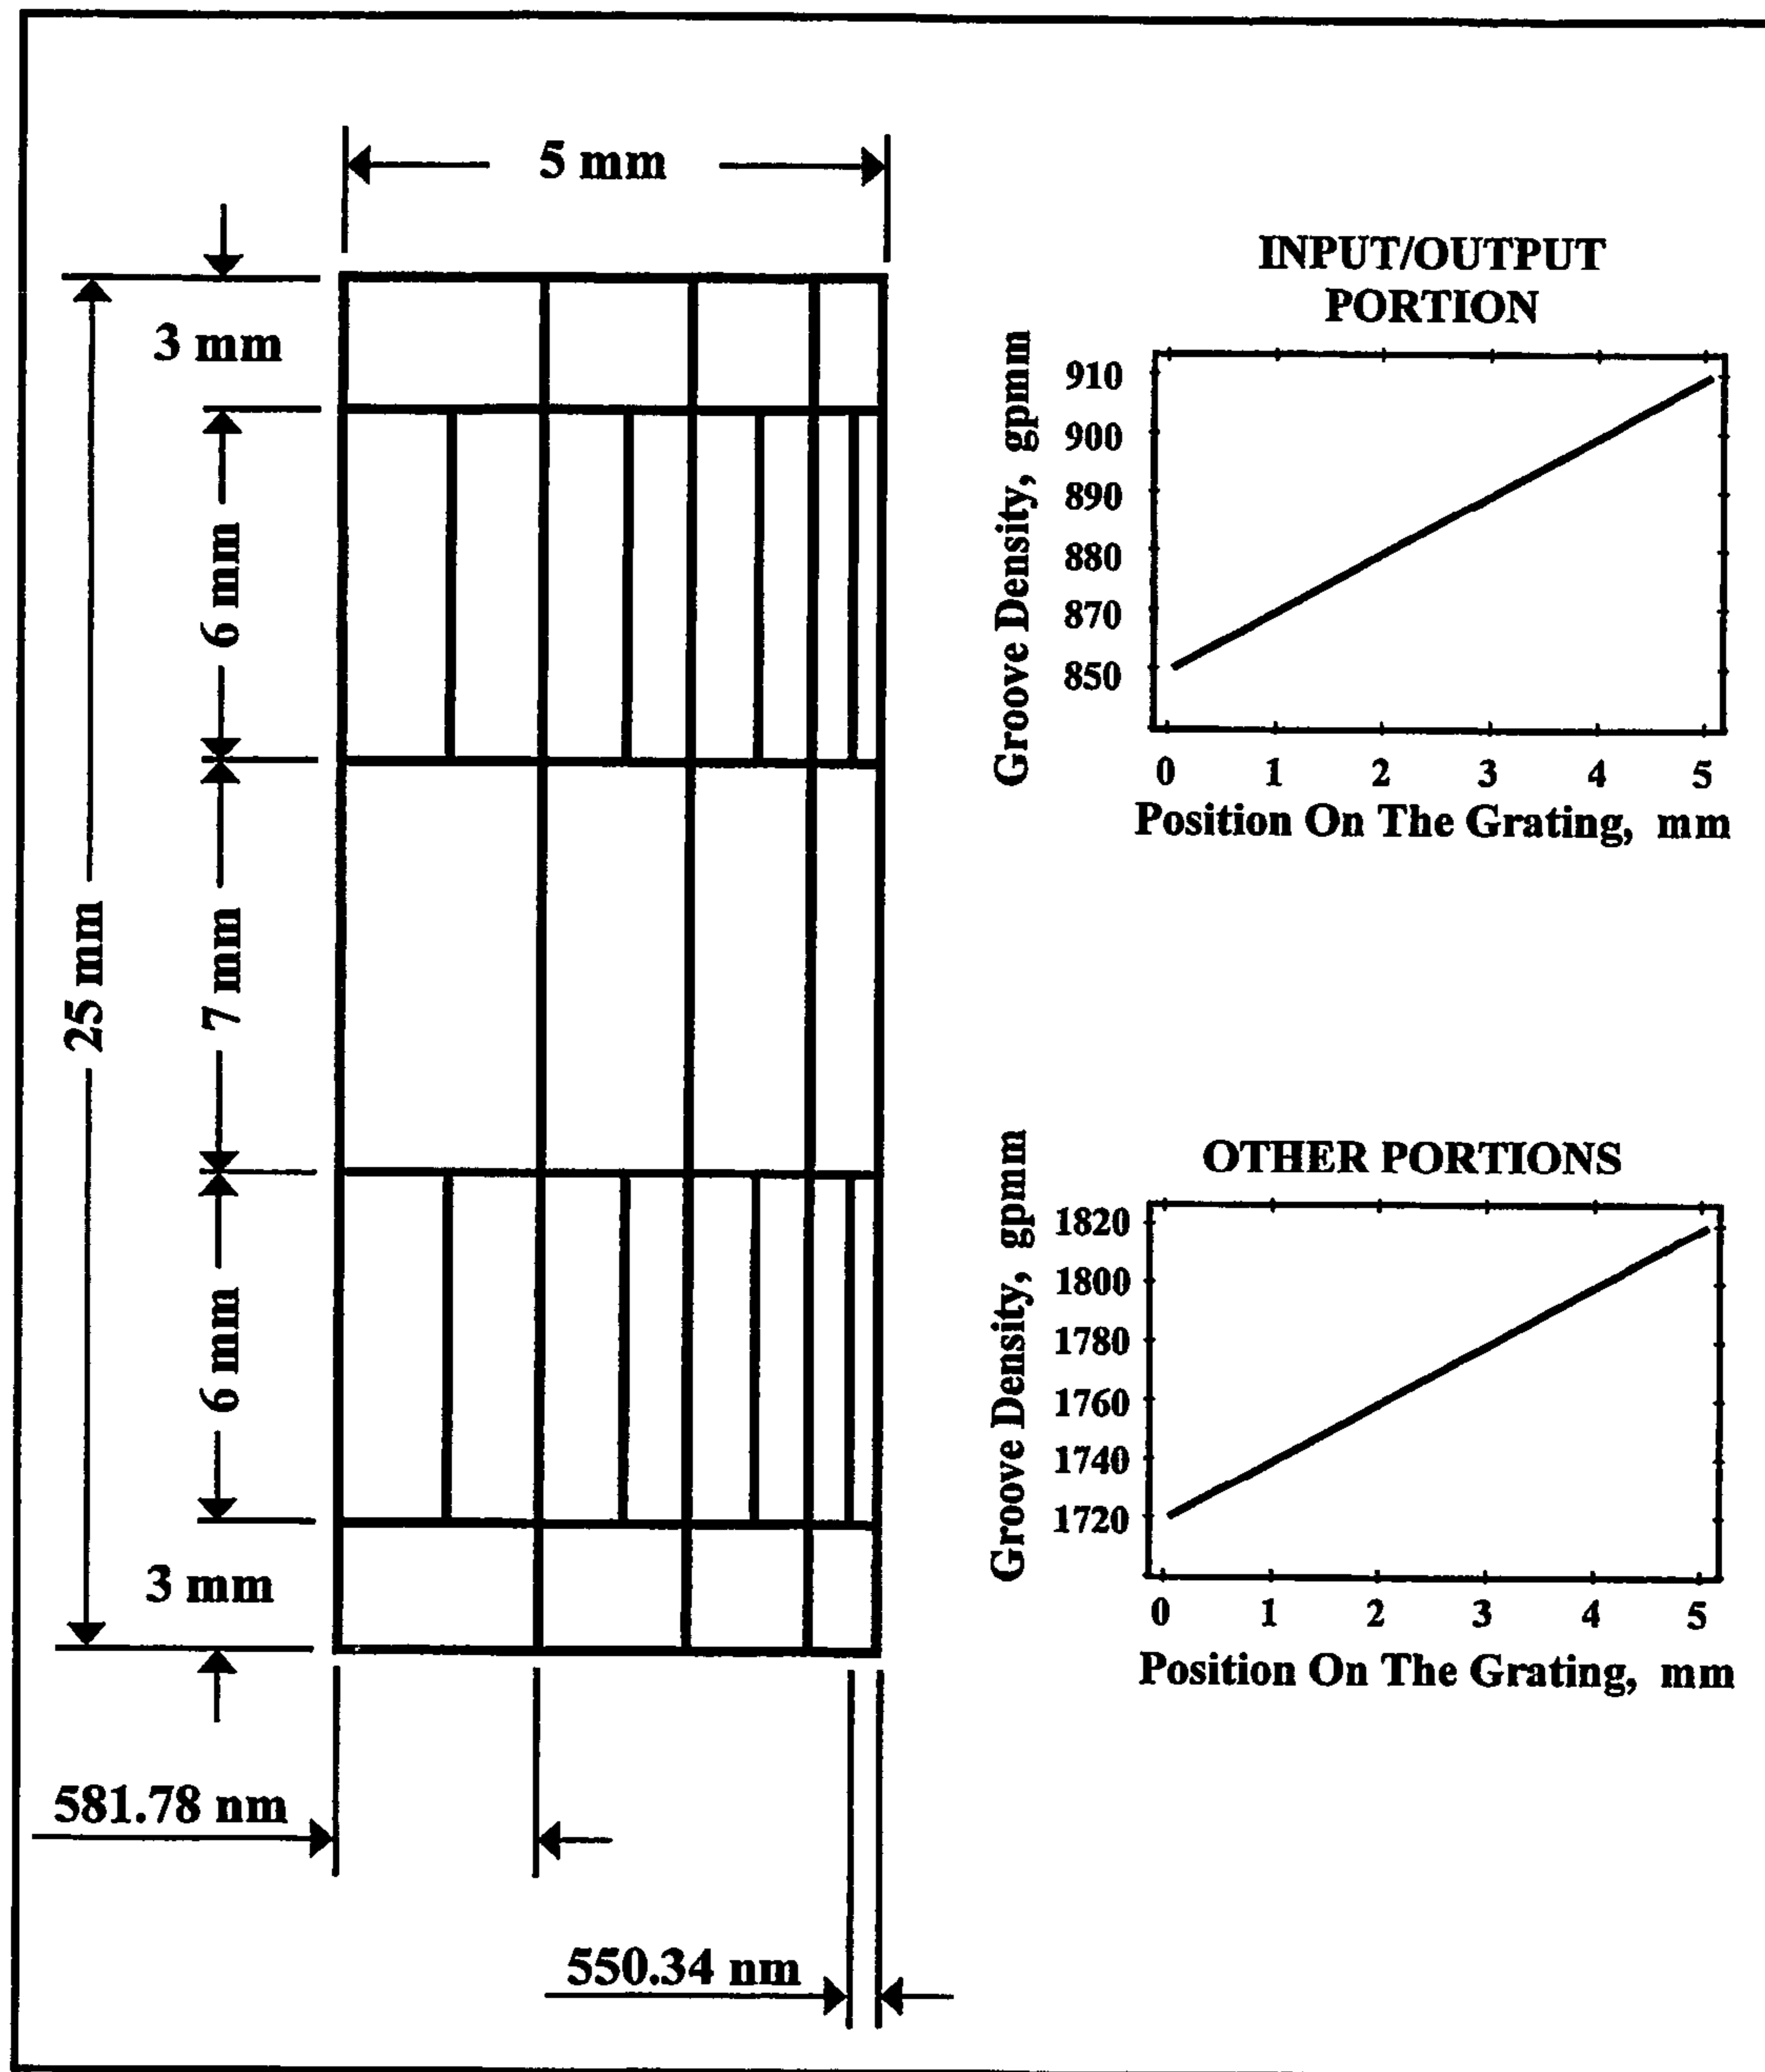 5 mm
3 mm
6 mm
7 mm
25 mm
6 mm
3 mm
581.78 nm
550.34 nm
INPUT/OUTPUT
PORTION
Groove Density, gpmm
910
900
890
880
870
850
0 1 2 3 4 5
Position On The Grating, mm
OTHER PORTIONS
Groove Density, gpmm
1820
1800
1780
1760
1740
1720
0 1 2 3 4 5
Position On The Grating, mm